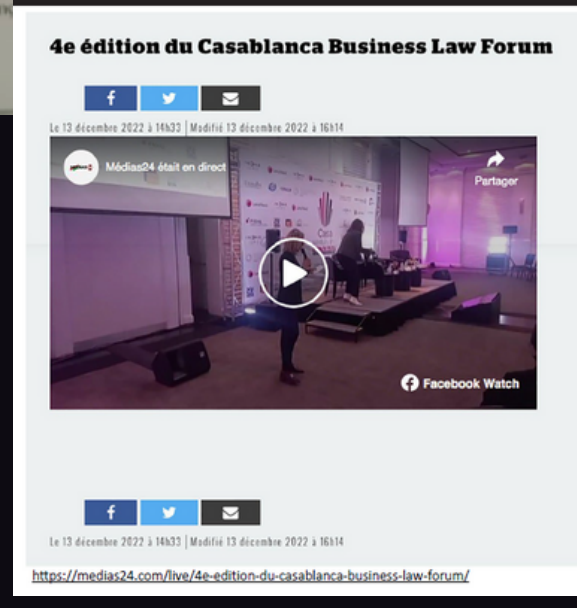 4e édition du Casablanca Business Law Forum
Le 13 décembre 2022 à 14h33 | Modifié 13 décembre 2022 à 16h14
Médias24 était en direct
Partager
Casa
Facebook Watch
Le 13 décembre 2022 à 14h33 | Modifié 13 décembre 2022 à 16h14
https://medias24.com/live/4e-edition-du-casablanca-business-law-forum/